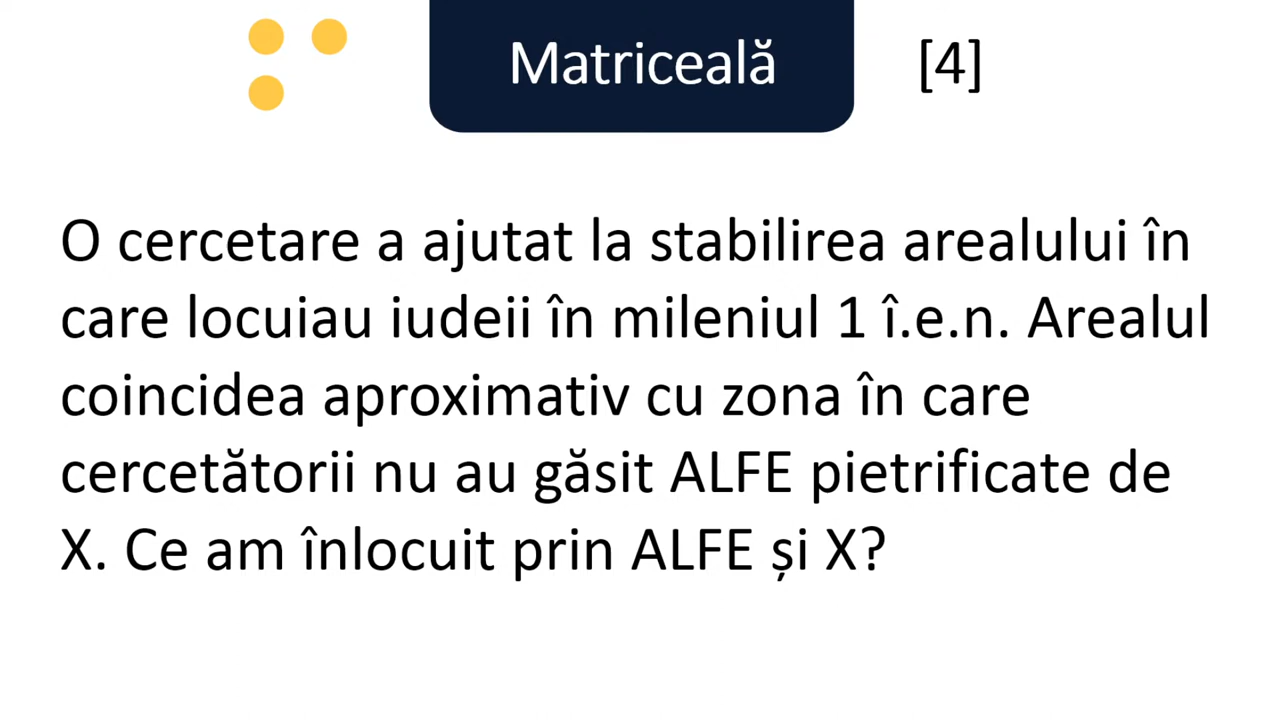 Matriceală
[4]
O cercetare a ajutat la stabilirea arealului în
care locuiau iudeii în mileniul 1 î.e.n. Arealul
coincidea aproximativ cu zona în care
cercetătorii nu au găsit ALFE pietrificate de
X. Ce am înlocuit prin ALFE și X?